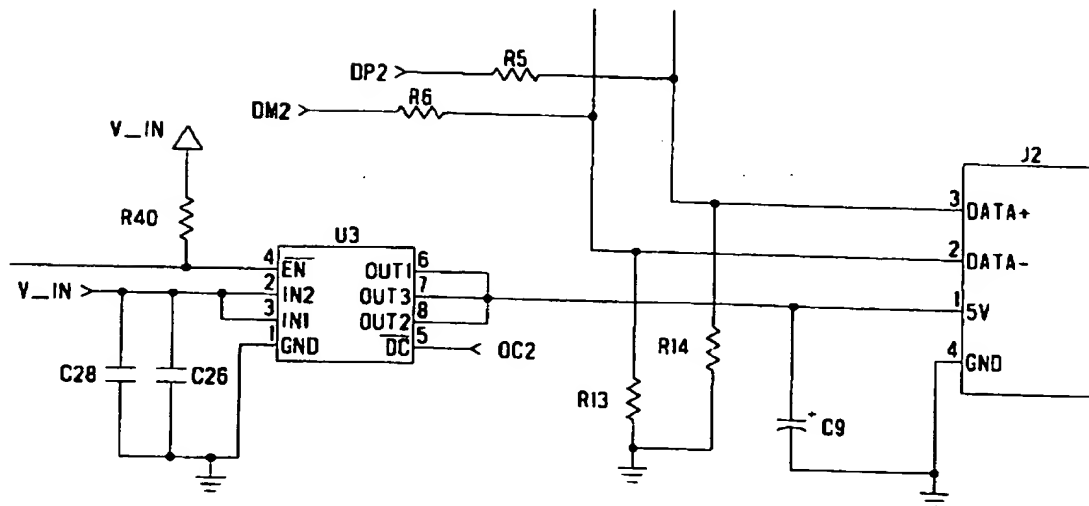 DP2
R5
DM2
R6
V_IN
R40
J2
3 DATA+
2 DATA-
1 5V
4 GND
U3
4 EN OUT1 6
2 IN2 OUT3 7
3 IN1 OUT2 8
1 GND DC 5
V_IN
OC2
C28
C26
R13
R14
+ C9